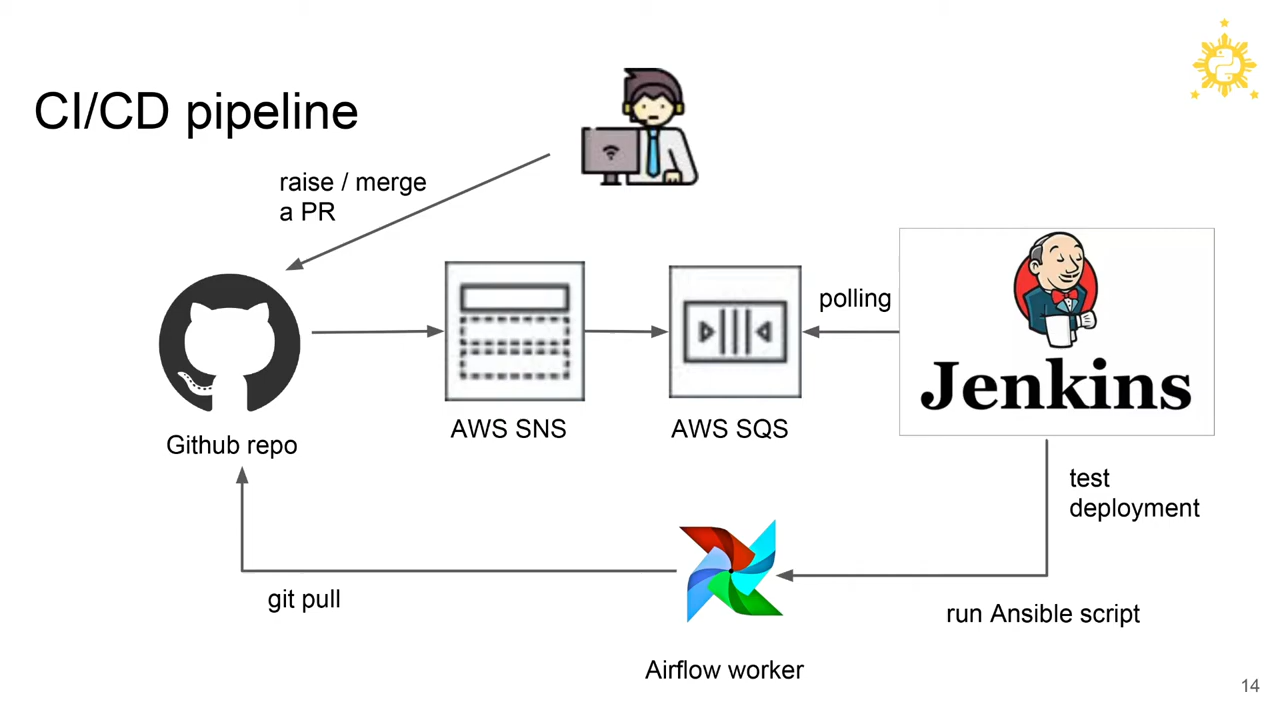 CI/CD pipeline
raise / merge
a PR
polling
Jenkins
Github repo
AWS SNS
AWS SQS
test
deployment
git pull
run Ansible script
Airflow worker
14